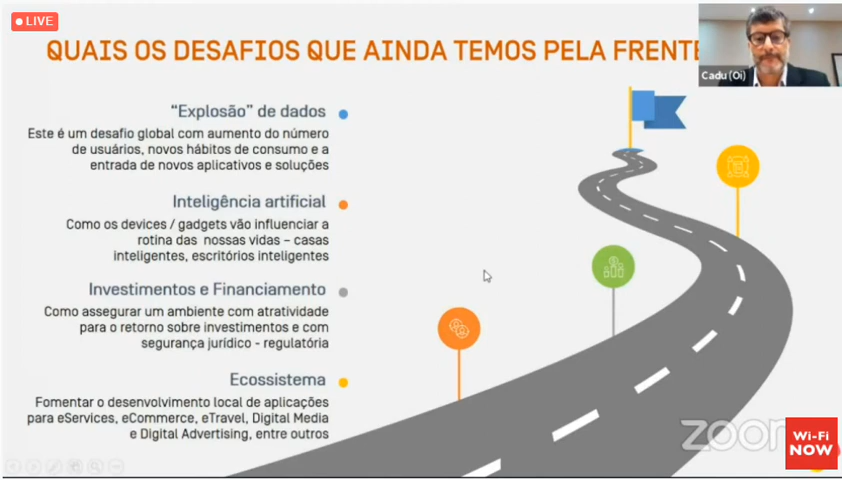 LIVE
QUAIS OS DESAFIOS QUE AINDA TEMOS PELA FRENTE
Cadu (Oi)
“Explosão” de dados
Este é um desafio global com aumento do número
de usuários, novos hábitos de consumo e a
entrada de novos aplicativos e soluções
Inteligência artificial
Como os devices / gadgets vão influenciar a
rotina das nossas vidas – casas
inteligentes, escritórios inteligentes
Investimentos e Financiamento
Como assegurar um ambiente com atratividade
para o retorno sobre investimentos e com
segurança jurídico - regulatória
Ecossistema
Fomentar o desenvolvimento local de aplicações
para eServices, eCommerce, eTravel, Digital Media
e Digital Advertising, entre outros
zoom
Wi-Fi
NOW